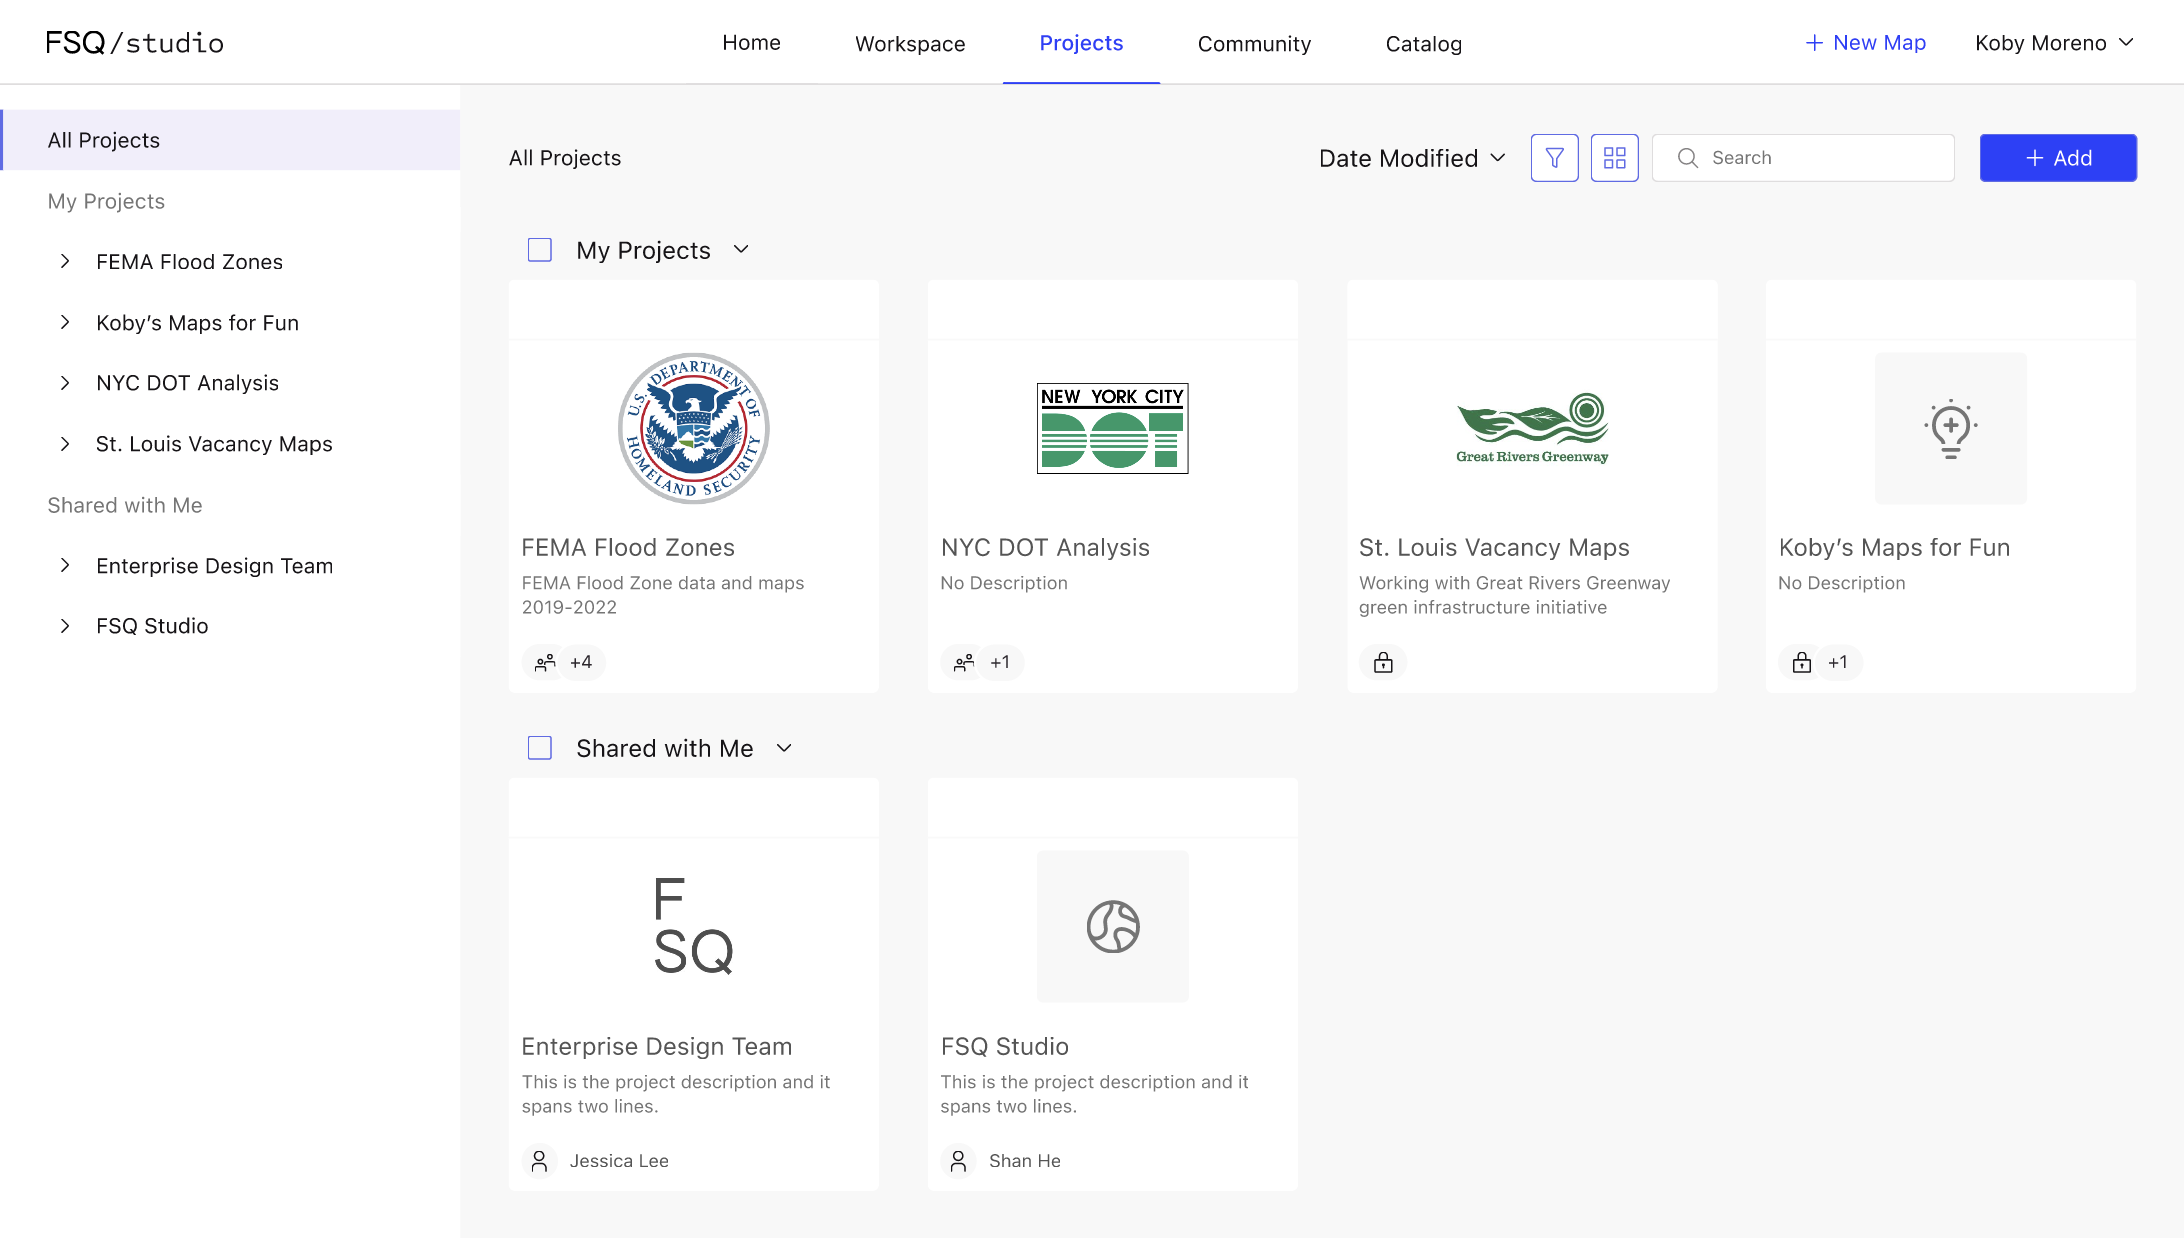 FSQ/studio
Home
Workspace
Projects
Community
Catalog
+ New Map
Koby Moreno
All Projects
My Projects
FEMA Flood Zones
Koby’s Maps for Fun
NYC DOT Analysis
St. Louis Vacancy Maps
Shared with Me
Enterprise Design Team
FSQ Studio
All Projects
Date Modified
Search
+ Add
My Projects
U.S. DEPARTMENT OF
HOMELAND SECURITY
FEMA Flood Zones
FEMA Flood Zone data and maps
2019-2022
+4
NEW YORK CITY
DOT
NYC DOT Analysis
No Description
+1
Great Rivers Greenway
St. Louis Vacancy Maps
Working with Great Rivers Greenway
green infrastructure initiative
Koby’s Maps for Fun
No Description
+1
Shared with Me
F
SQ
Enterprise Design Team
This is the project description and it
spans two lines.
Jessica Lee
FSQ Studio
This is the project description and it
spans two lines.
Shan He